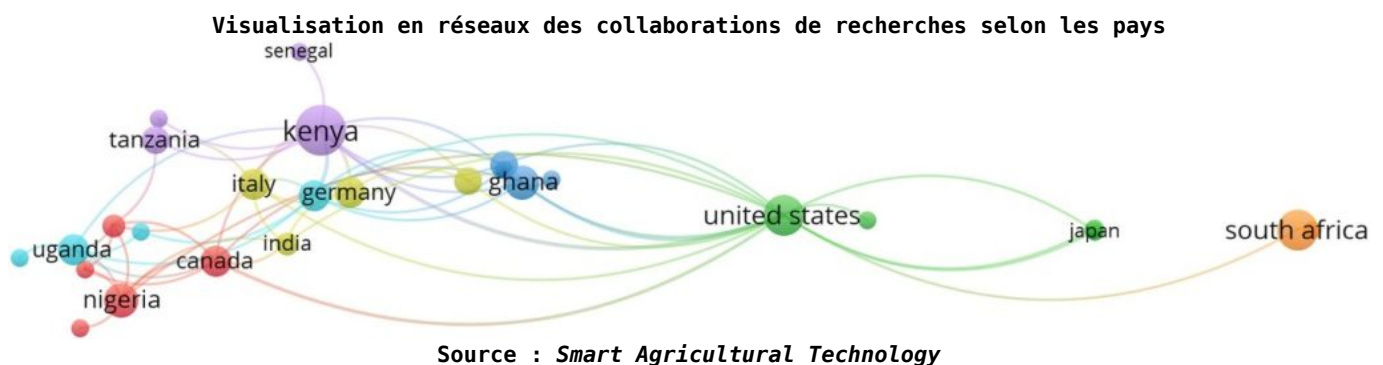 Visualisation en réseaux des collaborations de recherches selon les pays
senegal
kenya
tanzania
italy
germany
ghana
united states
japan
south africa
india
uganda
canada
nigeria
Source : Smart Agricultural Technology